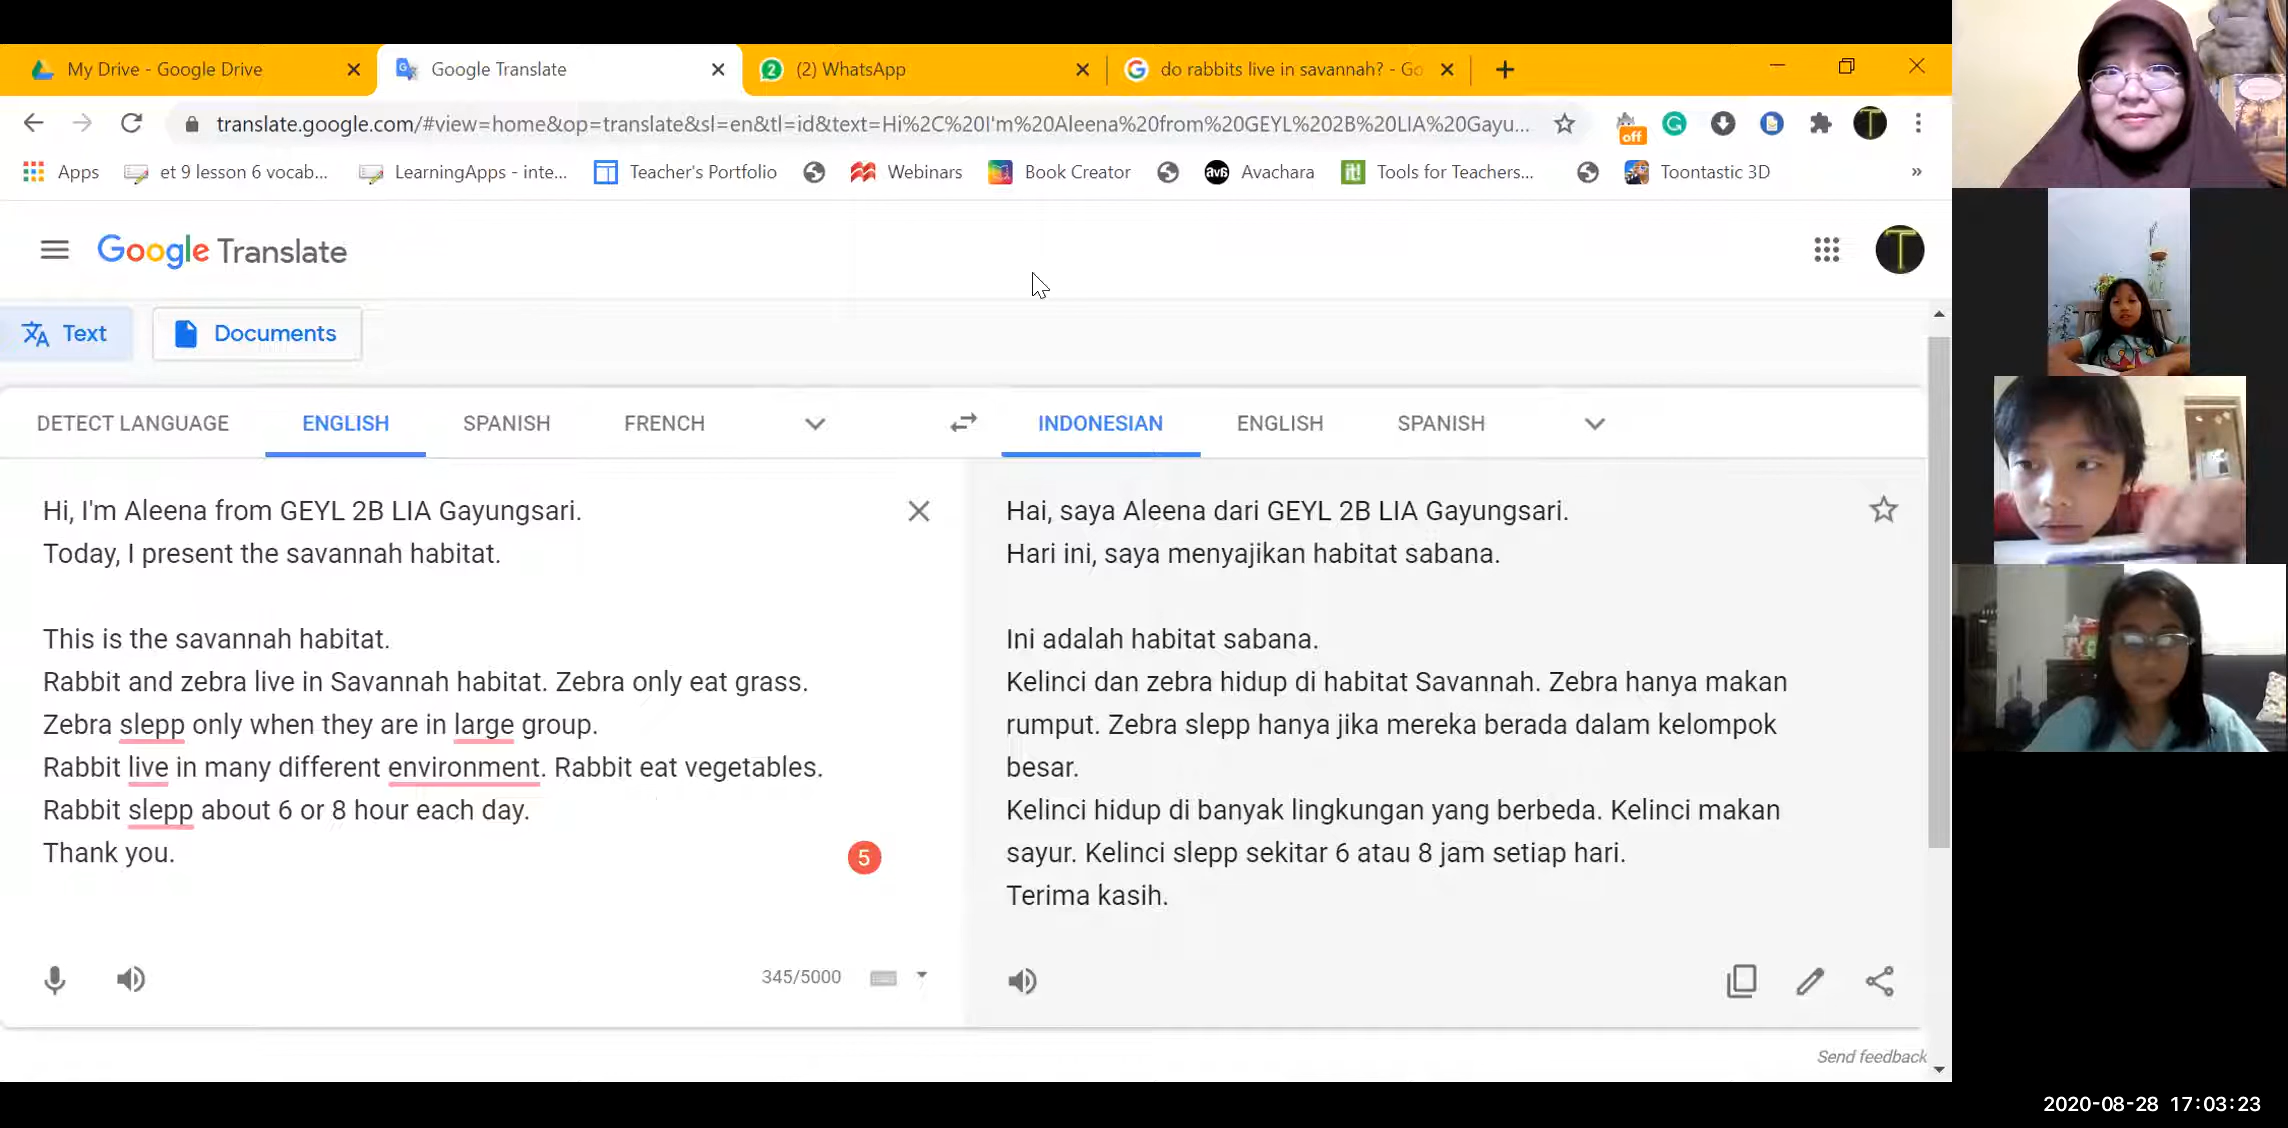 My Drive - Google Drive
Google Translate
2 (2) WhatsApp
do rabbits live in savannah? - Go
translate.google.com/#view=home&op=translate&sl=en&tl=id&text=Hi%2C%20I'm%20Aleena%20from%20GEYL%202B%20LIA%20Gayu...
off
T
Apps
et 9 lesson 6 vocab...
LearningApps - inte...
Teacher's Portfolio
Webinars
Book Creator
ava Avachara
it! Tools for Teachers...
Toontastic 3D
»
Google Translate
T
Text
Documents
DETECT LANGUAGE ENGLISH SPANISH FRENCH
INDONESIAN ENGLISH SPANISH
Hi, I'm Aleena from GEYL 2B LIA Gayungsari.
Today, I present the savannah habitat.
This is the savannah habitat.
Rabbit and zebra live in Savannah habitat. Zebra only eat grass.
Zebra slepp only when they are in large group.
Rabbit live in many different environment. Rabbit eat vegetables.
Rabbit slepp about 6 or 8 hour each day.
Thank you.
5
345/5000
Hai, saya Aleena dari GEYL 2B LIA Gayungsari.
Hari ini, saya menyajikan habitat sabana.
Ini adalah habitat sabana.
Kelinci dan zebra hidup di habitat Savannah. Zebra hanya makan
rumput. Zebra slepp hanya jika mereka berada dalam kelompok
besar.
Kelinci hidup di banyak lingkungan yang berbeda. Kelinci makan
sayur. Kelinci slepp sekitar 6 atau 8 jam setiap hari.
Terima kasih.
Send feedback
2020-08-28 17:03:23